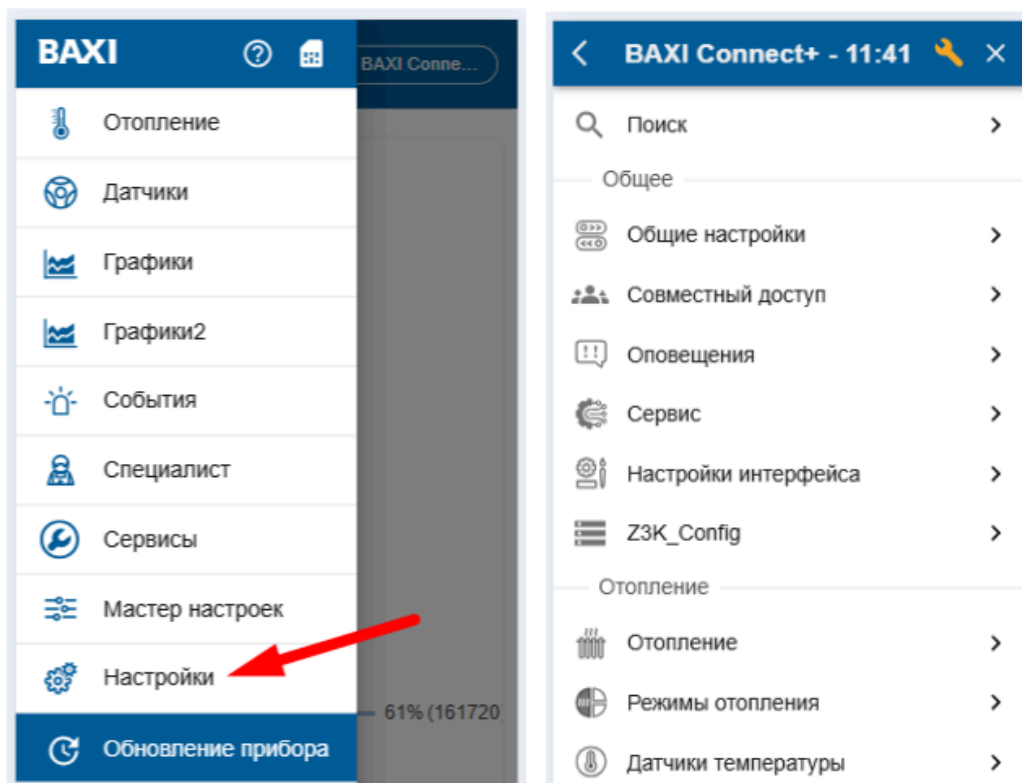 BAXI
BAXI Conne...
Отопление
Датчики
Графики
Графики2
События
Специалист
Сервисы
Мастер настроек
Настройки
61% (161720
Обновление прибора
BAXI Connect+ - 11:41
Поиск
Общее
Общие настройки
Совместный доступ
Оповещения
Сервис
Настройки интерфейса
Z3K_Config
Отопление
Отопление
Режимы отопления
Датчики температуры